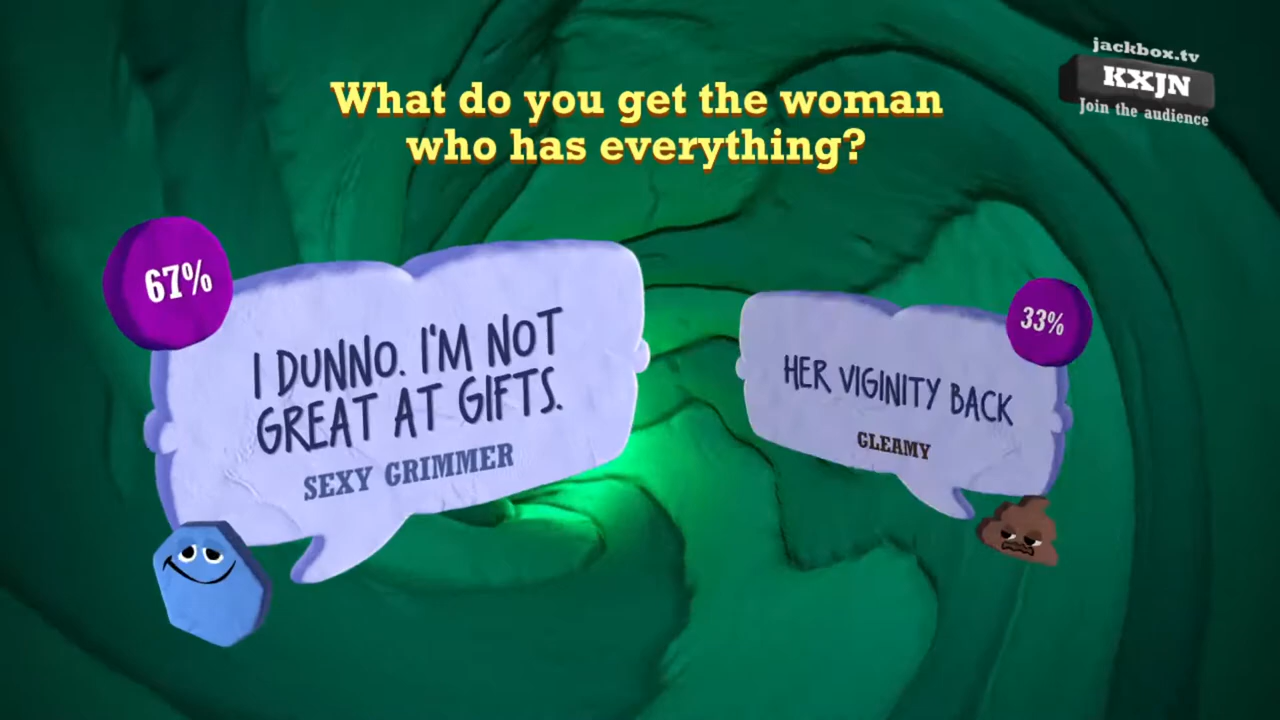 jackbox.tv
KXJN
Join the audience
What do you get the woman
who has everything?
67%
I DUNNO. I'M NOT
GREAT AT GIFTS.
SEXY GRIMMER
33%
HER VIGINITY BACK
GLEAMY